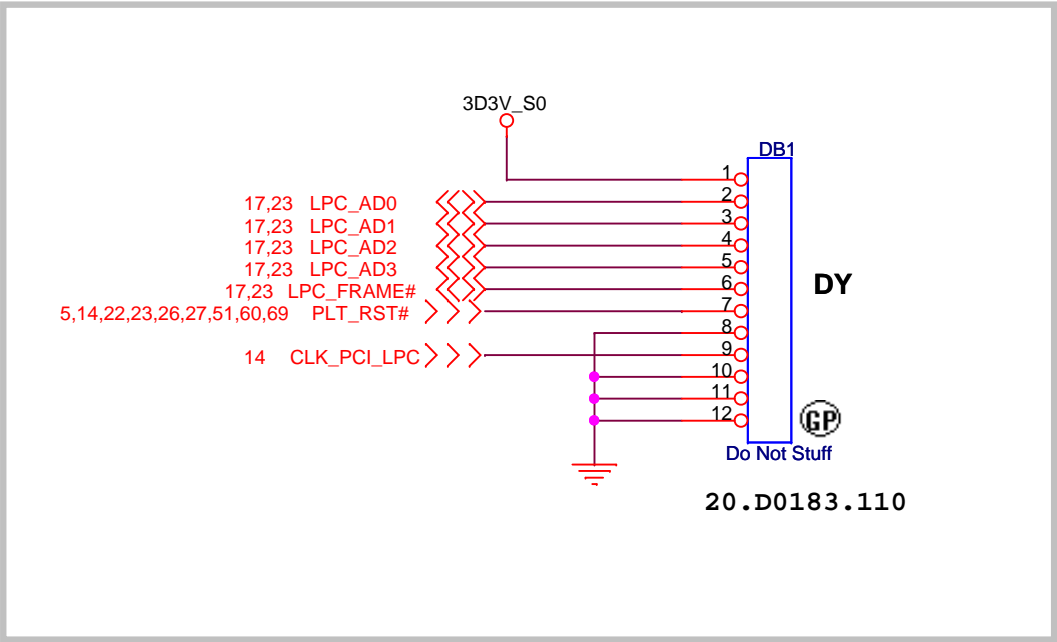 3D3V_S0
DB1
1
17,23 LPC_AD0 2
17,23 LPC_AD1 3
17,23 LPC_AD2 4
17,23 LPC_AD3 5
17,23 LPC_FRAME# 6
DY
5,14,22,23,26,27,51,60,69 PLT_RST# 7
8
14 CLK_PCI_LPC 9
10
11
12
GP
Do Not Stuff
20.D0183.110